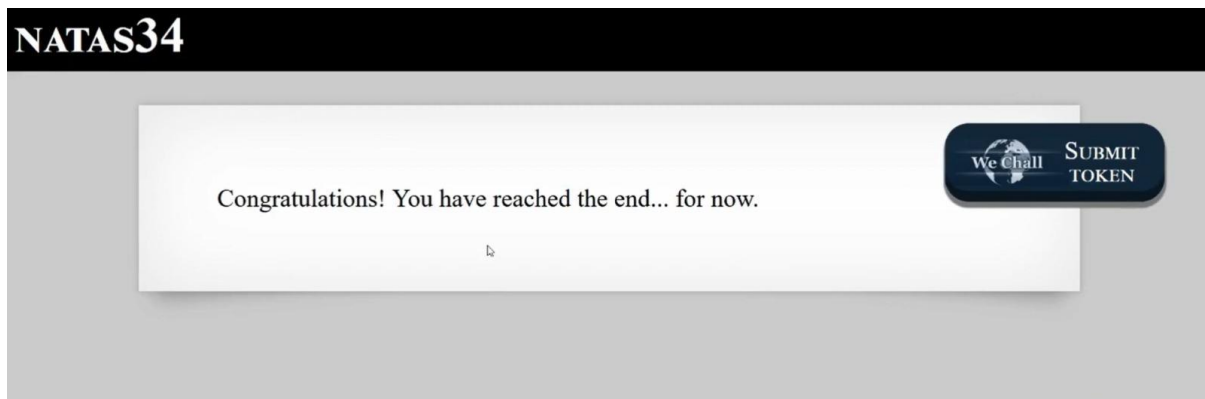 NATAS34
We Chall
SUBMIT
TOKEN
Congratulations! You have reached the end... for now.